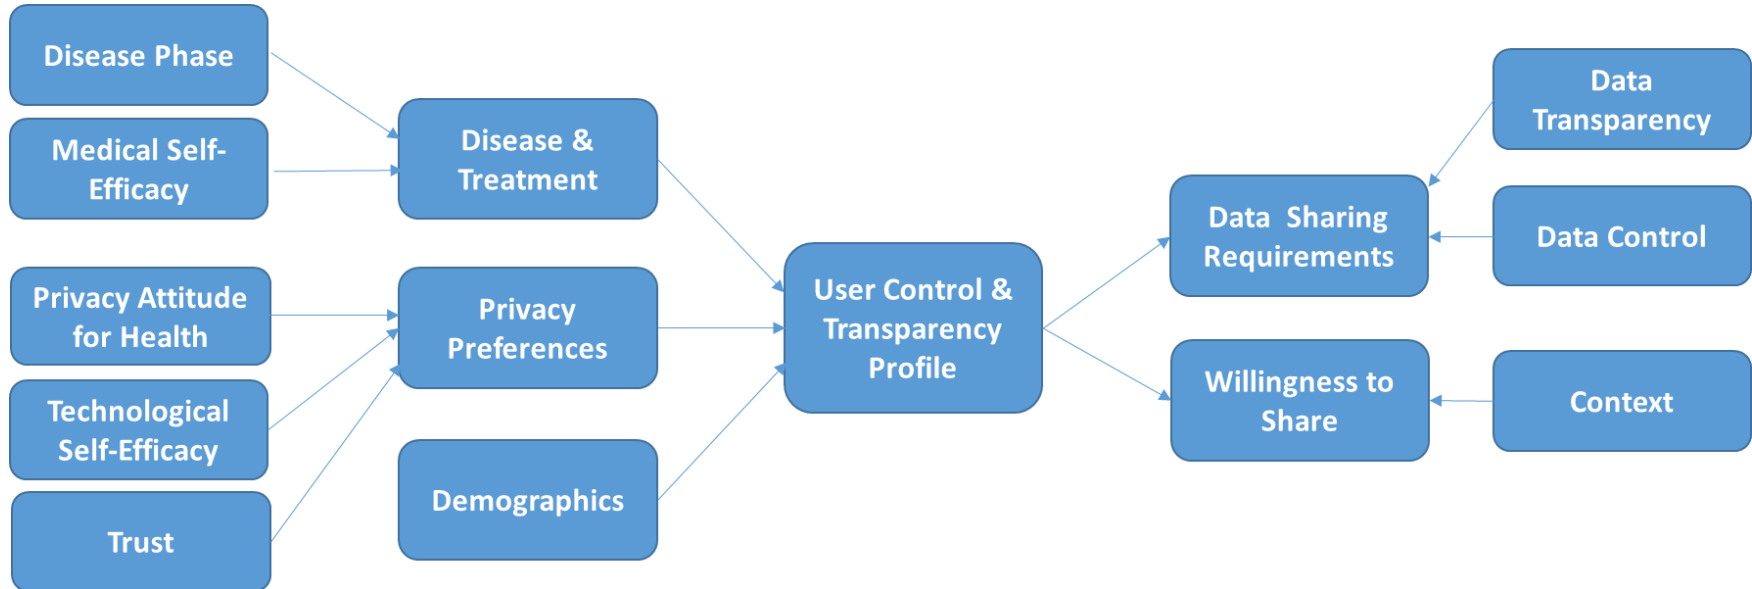 Disease Phase
Medical Self-
Efficacy
Privacy Attitude
for Health
Technological
Self-Efficacy
Trust
Disease &
Treatment
Privacy
Preferences
Demographics
User Control &
Transparency
Profile
Data  Sharing
Requirements
Willingness to
Share
Data
Transparency
Data Control
Context